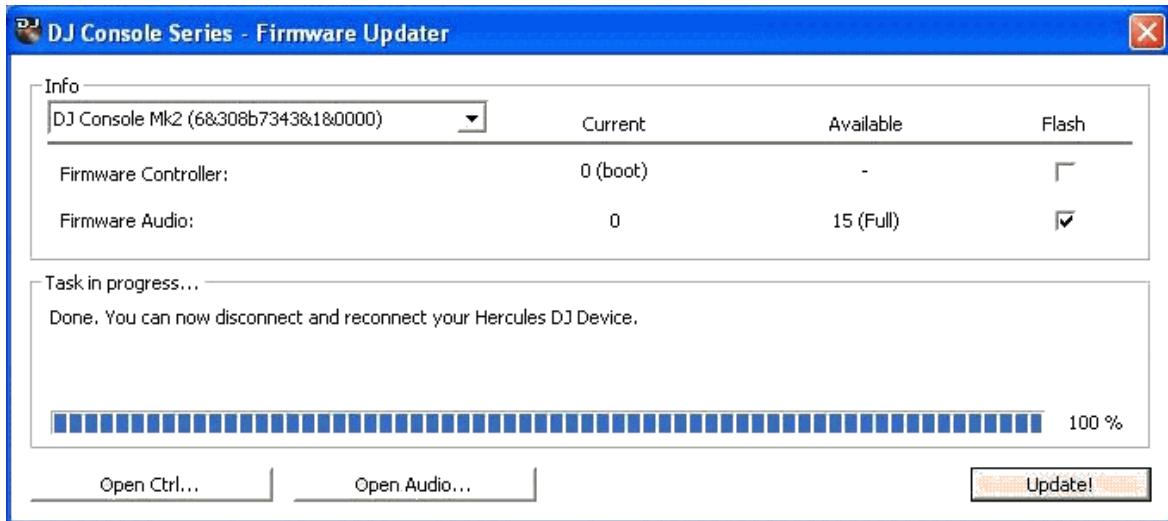 DJ Console Series - Firmware Updater
Info
DJ Console Mk2 (6&308b7343&1&0000) Current Available Flash
Firmware Controller: 0 (boot) -
Firmware Audio: 0 15 (Full)
Task in progress...
Done. You can now disconnect and reconnect your Hercules DJ Device.
100 %
Open Ctrl... Open Audio... Update!